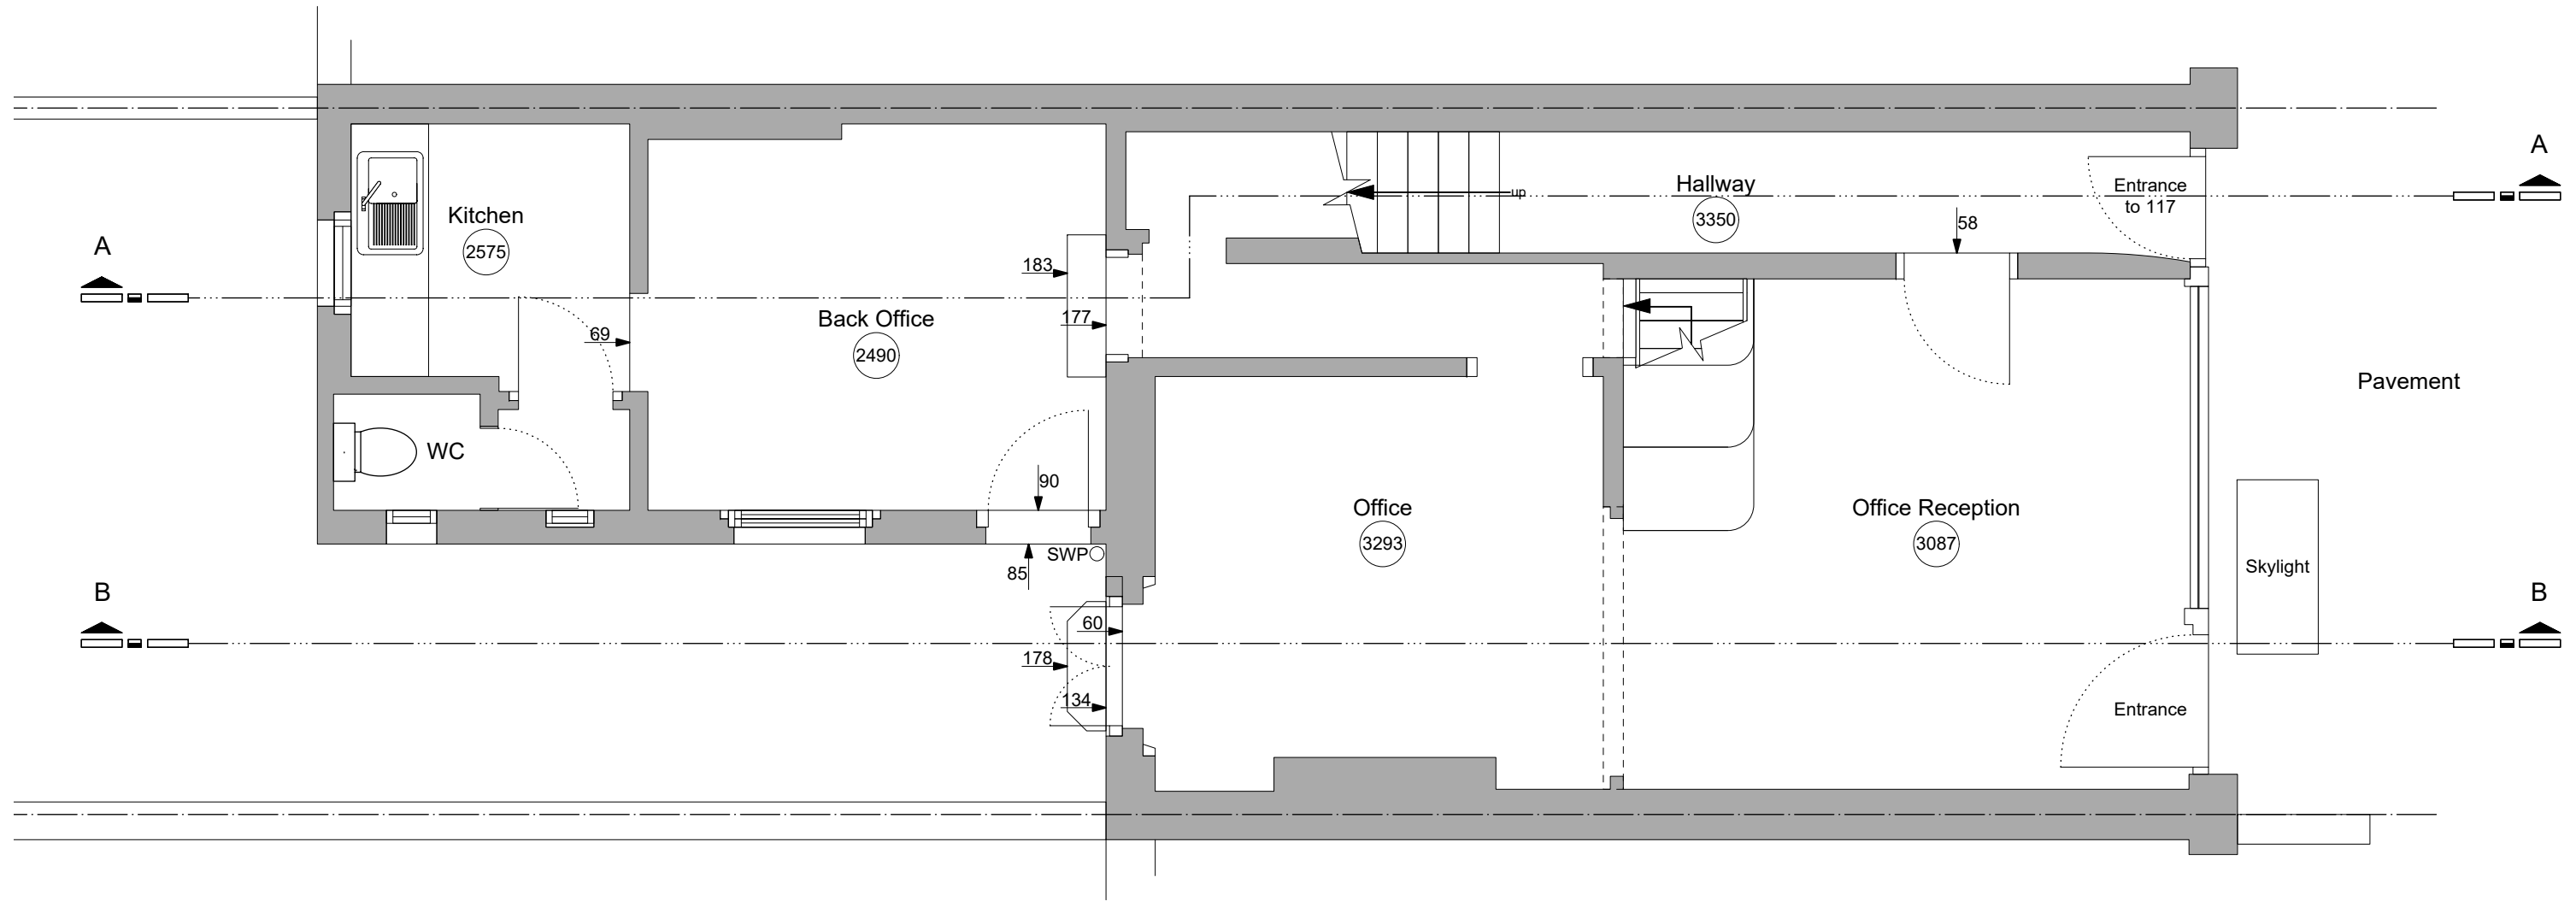 A
Hallway
3350
up
Entrance
to 117
58
A
Kitchen
2575
A
183
177
69
Back Office
2490
Pavement
WC
90
Office
3293
Office Reception
3087
SWP
85
Skylight
B
B
60
178
134
Entrance